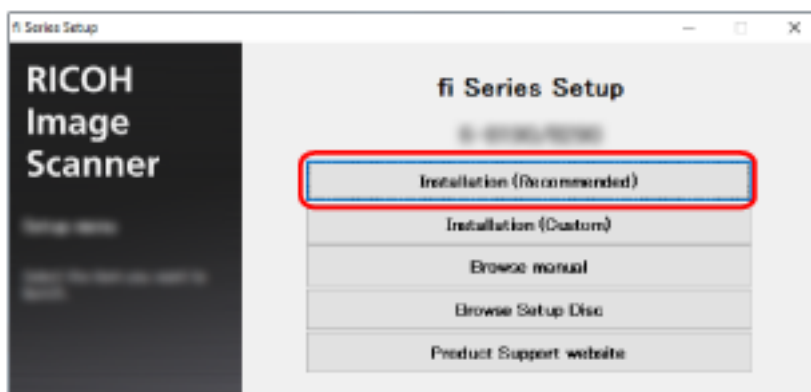 fi Series Setup
RICOH
Image
Scanner
fi Series Setup
Installation (Recommended)
Installation (Custom)
Browse manual
Browse Setup Disc
Product Support website